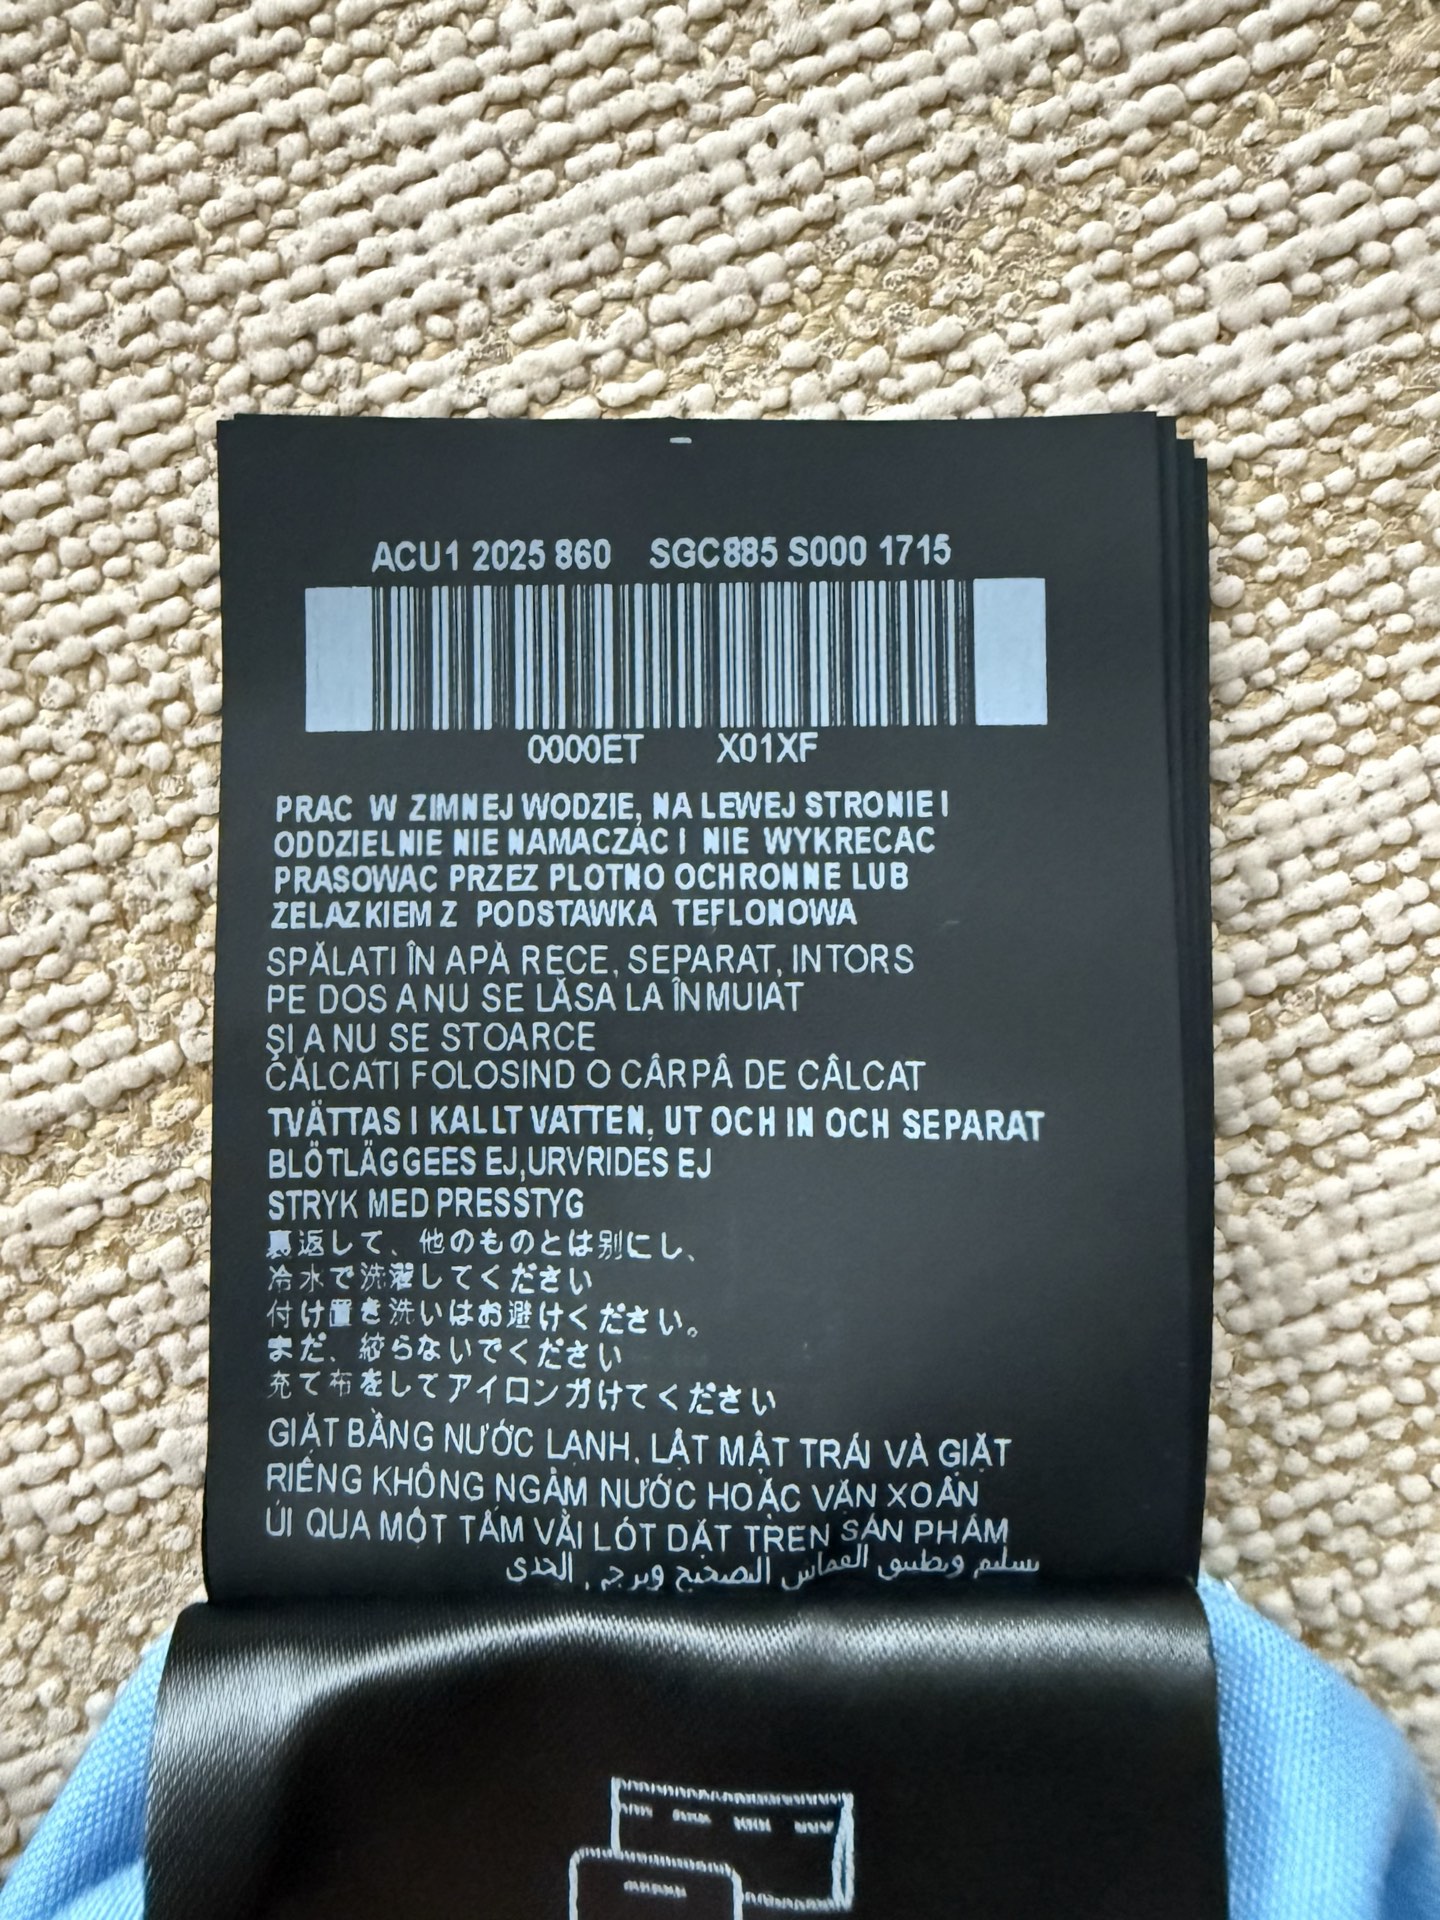 ACU1 2025 860 SGC885 S000 1715
0000ET X01XF
PRAC W ZIMNEJ WODZIE, NA LEWEJ STRONIE I
ODDZIELNIE NIE NAMACZAC I NIE WYKRECAC
PRASOWAC PRZEZ PLOTNO OCHRONNE LUB
ZELAZKIEM Z PODSTAWKA TEFLONOWA
SPĂLATI ÎN APĂ RECE, SEPARAT, INTORS
PE DOS A NU SE LĂSA LA ÎNMUIAT
ŞI A NU SE STOARCE
CĂLCATI FOLOSIND O CÂRPÂ DE CÂLCAT
TVÄTTAS I KALLT VATTEN, UT OCH IN OCH SEPARAT
BLÖTLÄGGEES EJ,URVRIDES EJ
STRYK MED PRESSTYG
裏返して、他のものとは別にし、
冷水で洗濯してください
付け置き洗いはお避けください。
まだ、絞らないでください
充て布をしてアイロンガけてください
GIẶT BẰNG NƯỚC LẠNH, LẬT MẶT TRÁI VÀ GIẶT
RIÊNG KHÔNG NGÂM NƯỚC HOẶC VẶN XOẮN
ỦI QUA MỘT TẤM VẢI LÓT DẶT TRÊN SẢN PHẨM